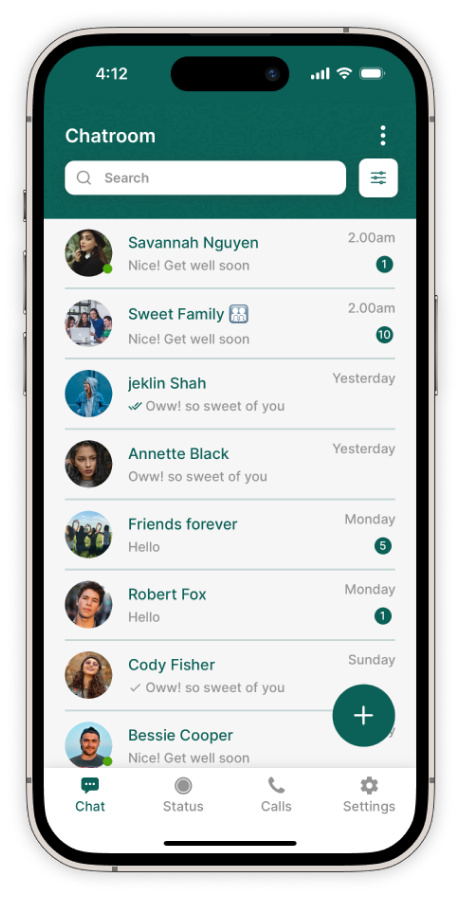 4:12
Chatroom
Search
Savannah Nguyen 2.00am
Nice! Get well soon 1
Sweet Family 2.00am
Nice! Get well soon 10
jeklin Shah Yesterday
Oww! so sweet of you
Annette Black Yesterday
Oww! so sweet of you
Friends forever Monday
Hello 5
Robert Fox Monday
Hello 1
Cody Fisher Sunday
Oww! so sweet of you
Bessie Cooper
Nice! Get well soon
Chat Status Calls Settings